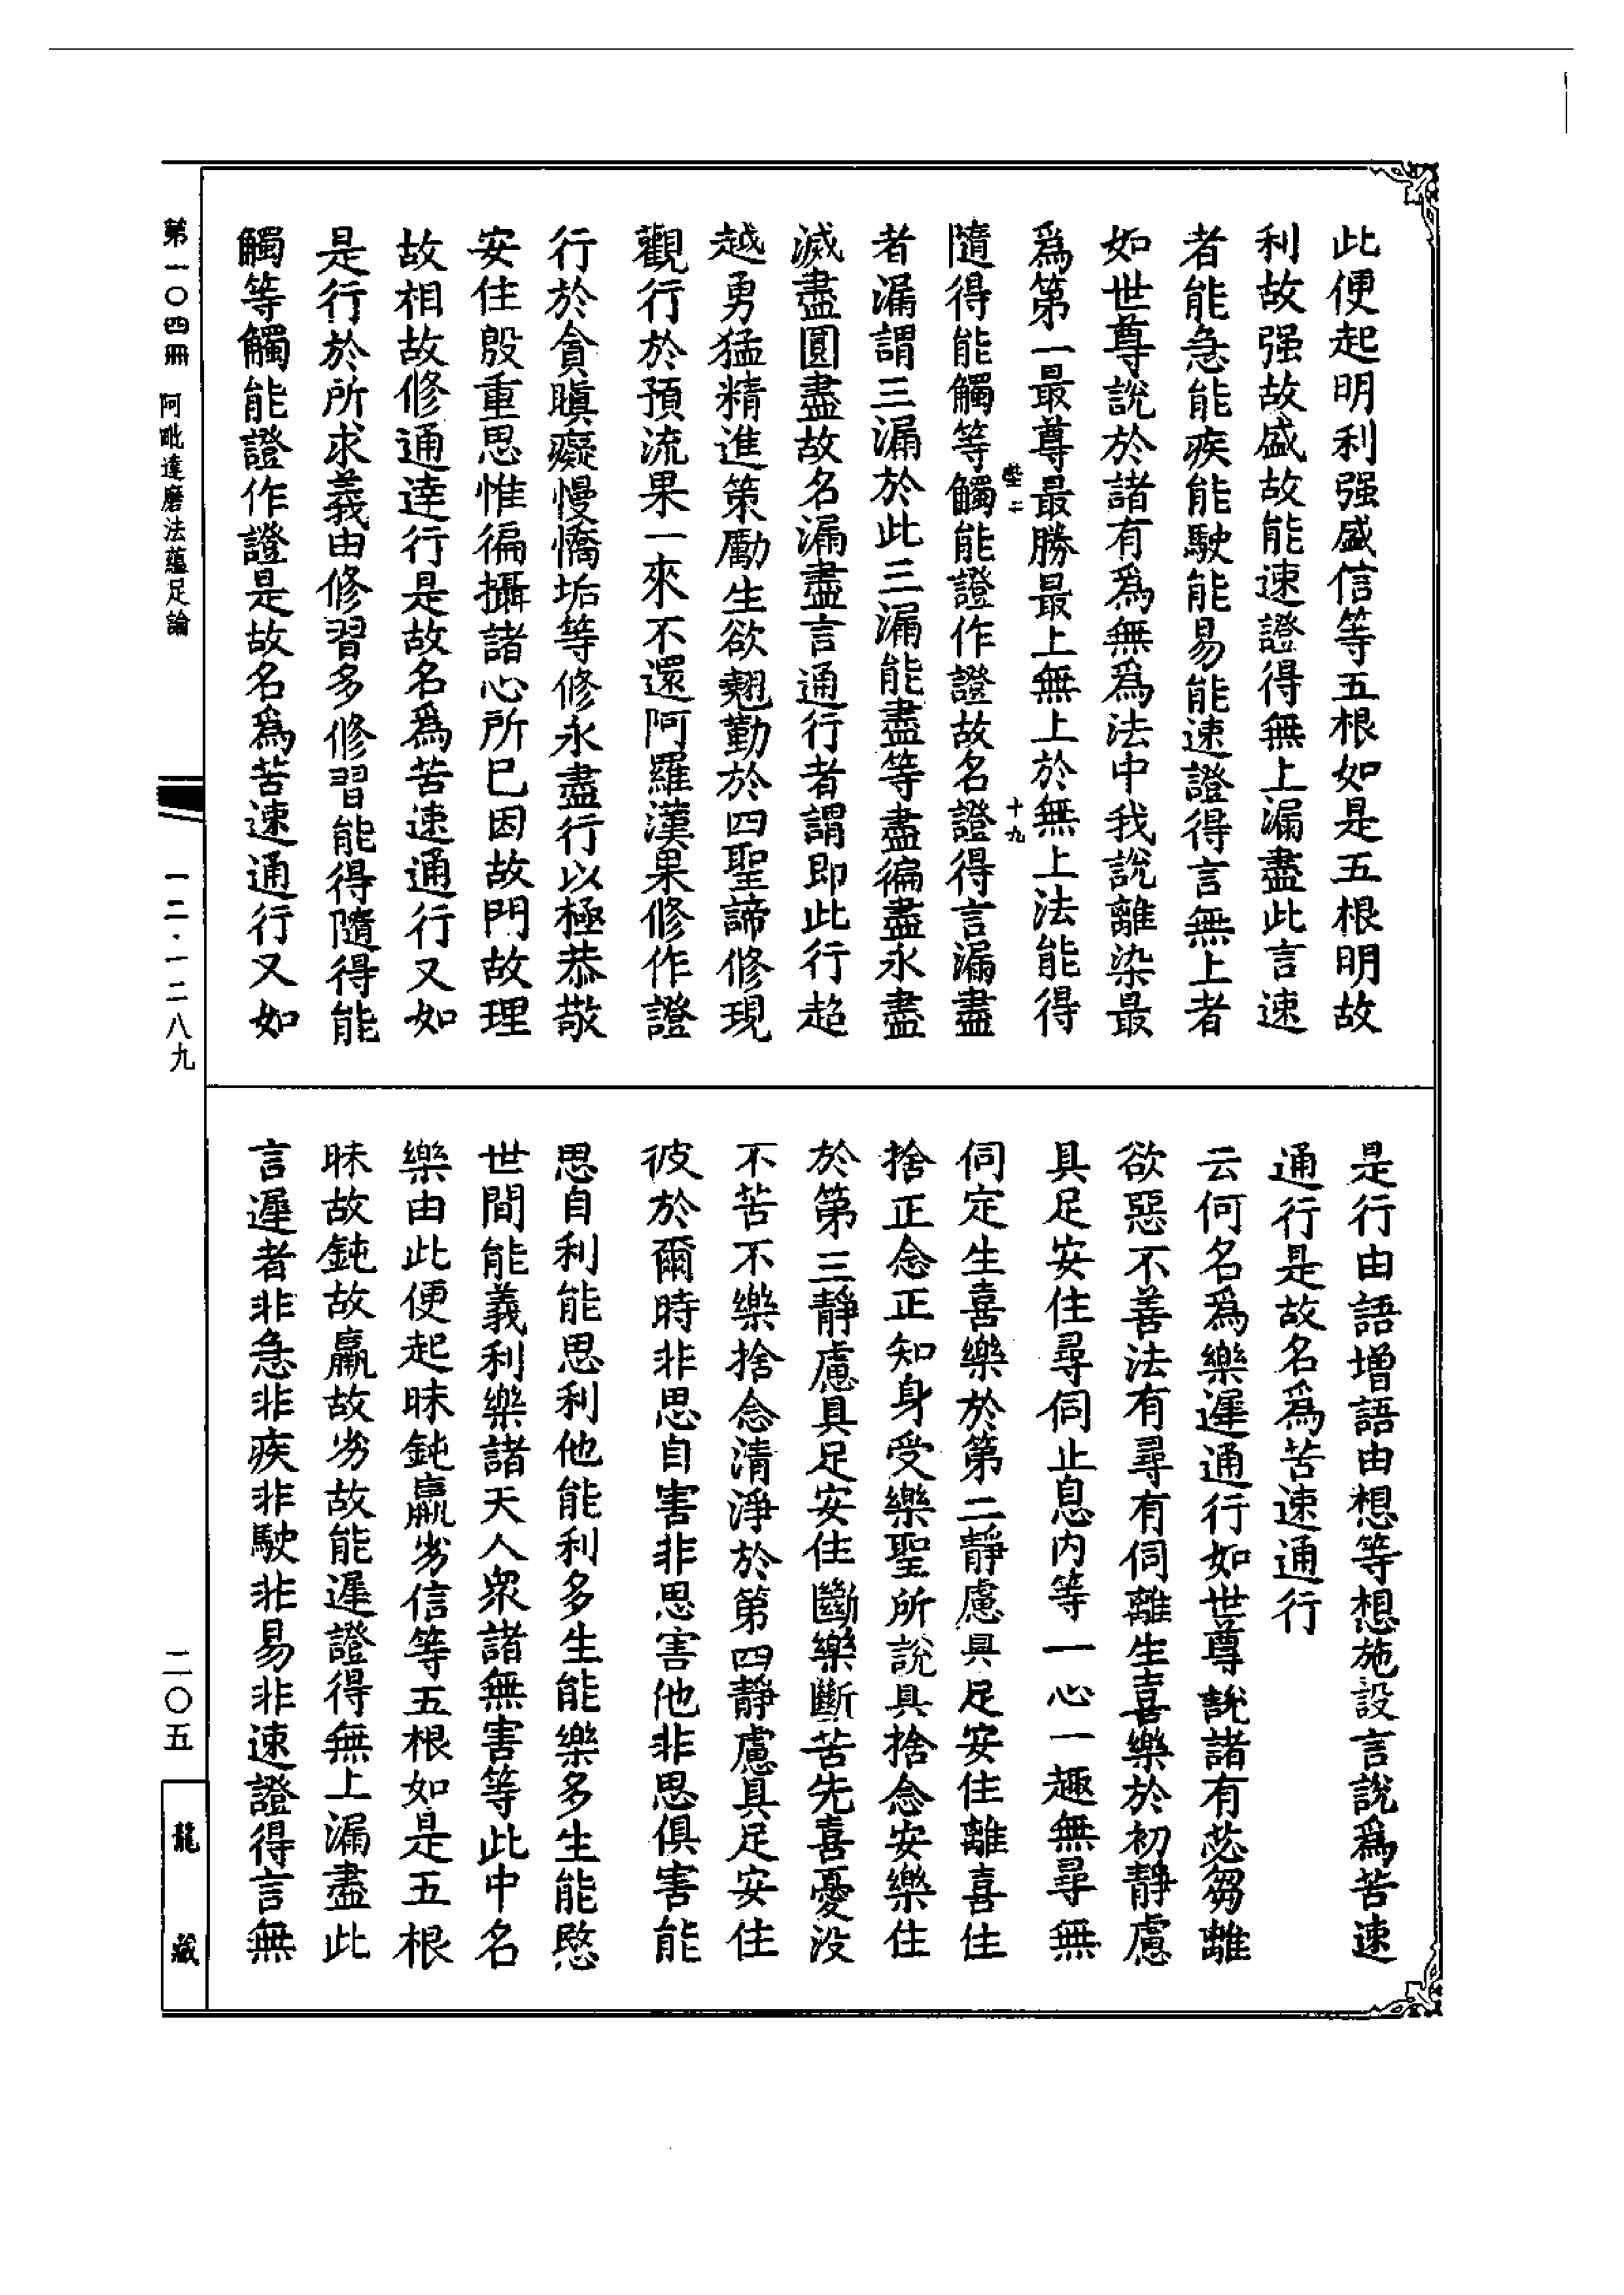 此便起明利强盛信等五根如是五根明故
利故强故盛故能速證得無上漏盡此言速
者能急能疾能駛能易能速證得言無上者
如世尊說於諸有爲無爲法中我說離染最
爲第一最尊最勝最上無上於無上法能得
十九
隨得能觸等觸能證作證故名證得言漏盡
者漏謂三漏於此三漏能盡等盡徧盡永盡
滅盡圓盡故名漏盡言通行者謂即此行趍
越勇猛精進策勵生欲翹勤於四聖諦修現
觀行於預流果一來不還阿羅漢果修作證
行於貪瞋癡慢憍垢等修永盡行以極恭敬
安住殷重思惟徧攝諸心所已因故門故理
故相故修通達行是故名爲苦速通行又如
是行於所求義由修習多修習能得隨得能
觸等觸能證作證是故名爲苦速通行又如
是行由語增語由想等想施設言說爲苦速
通行是故名爲苦速通行
云何名爲樂遲通行如世尊說諸有苾芻離
欲惡不善法有尋有伺離生喜樂於初靜慮
具足安住尋伺止息內等一心一趣無尋無
伺定生喜樂於第二靜慮具足安住離喜住
捨正念正知身受樂聖所說具捨念安樂住
於第三靜慮具足安住斷樂斷苦先喜憂没
不苦不樂捨念清淨於第四靜慮具足安住
彼於爾時非思自害非思害他非思俱害能
思自利能思利他能利多生能樂多生能愍
世間能義利樂諸天人衆諸無害等此中名
樂由此便起昧鈍羸劣信等五根如是五根
昧故鈍故羸故劣故能遲證得無上漏盡此
言遲者非急非疾非駛非易非速證得言無
第一〇四冊 阿毗達磨法蘊足論
一二·一二八九
二〇五
龍藏